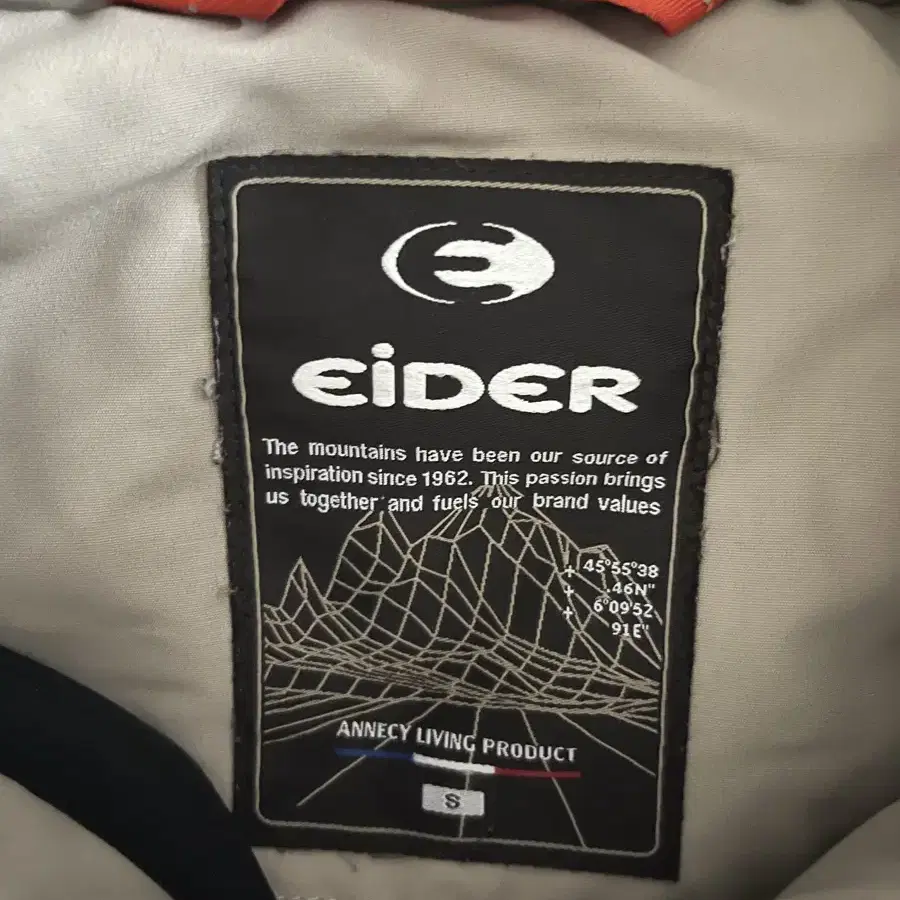 EiDER
The mountains have been our source of
inspiration since 1962. This passion brings
us together and fuels our brand values
45°55°38
.46N"
6°09'52
91E"
ANNECY LIVING PRODUCT
S